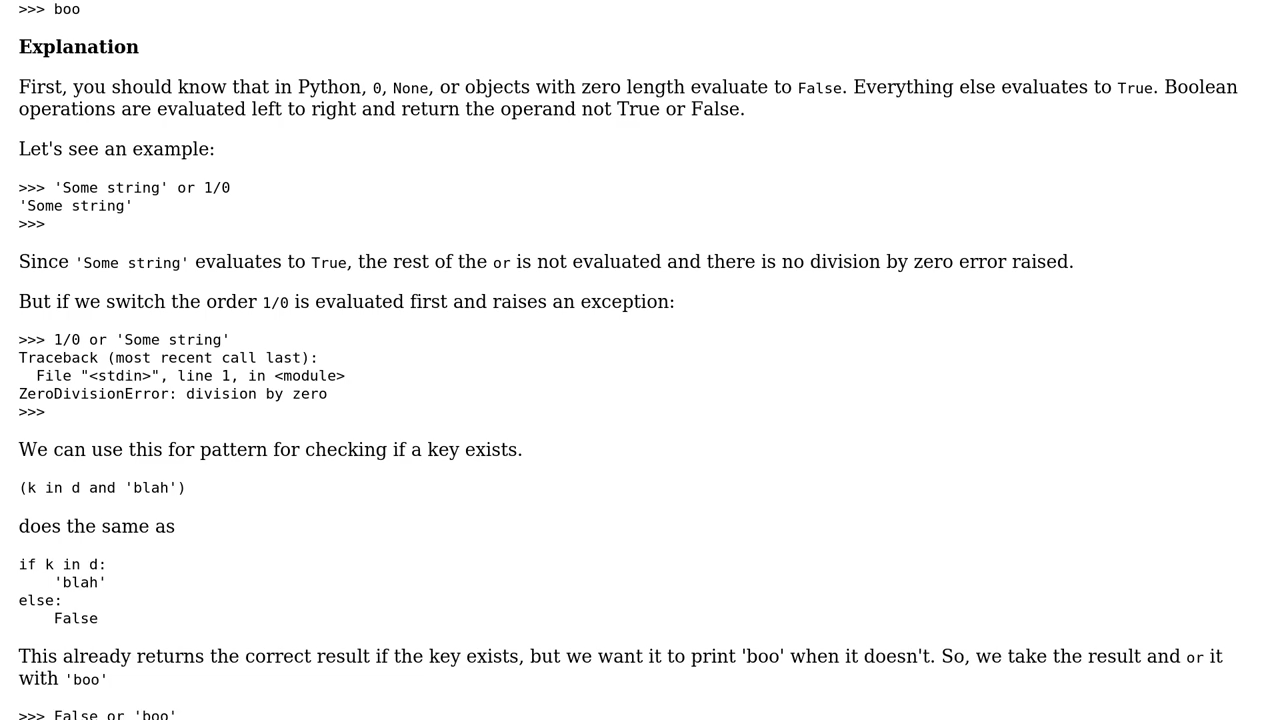 >>> boo
Explanation
First, you should know that in Python, 0, None, or objects with zero length evaluate to False. Everything else evaluates to True. Boolean
operations are evaluated left to right and return the operand not True or False.
Let's see an example:
>>> 'Some string' or 1/0
'Some string'
>>>
Since 'Some string' evaluates to True, the rest of the or is not evaluated and there is no division by zero error raised.
But if we switch the order 1/0 is evaluated first and raises an exception:
>>> 1/0 or 'Some string'
Traceback (most recent call last):
  File "<stdin>", line 1, in <module>
ZeroDivisionError: division by zero
>>>
We can use this for pattern for checking if a key exists.
(k in d and 'blah')
does the same as
if k in d:
    'blah'
else:
    False
This already returns the correct result if the key exists, but we want it to print 'boo' when it doesn't. So, we take the result and or it
with 'boo'
>>> False or 'boo'